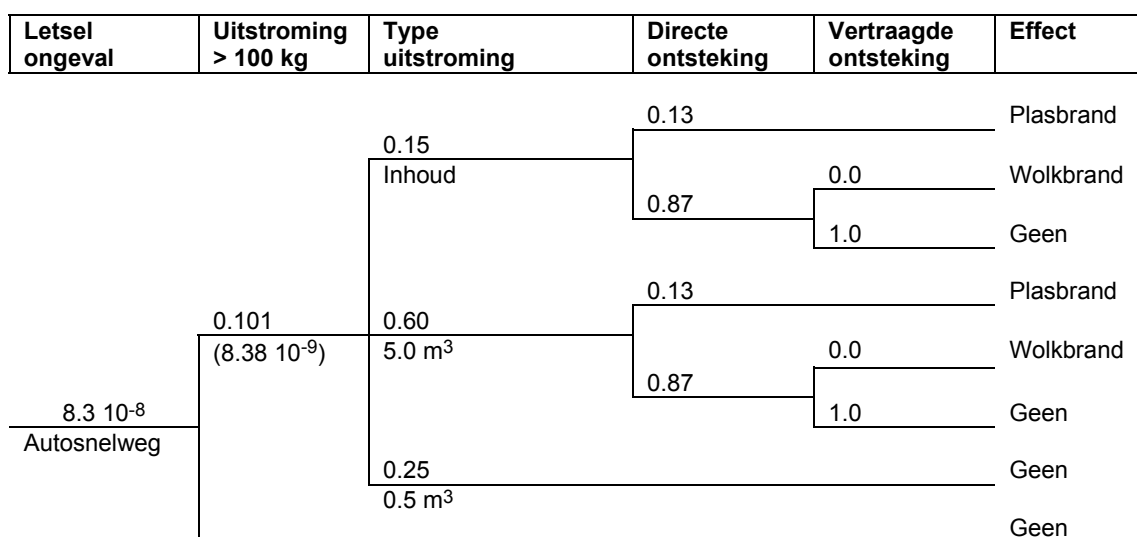 Letsel ongeval	Uitstroming > 100 kg	Type uitstroming	Directe ontsteking	Vertraagde ontsteking	Effect
0.13 Plasbrand
0.15
Inhoud 0.0 Wolkbrand
0.87
1.0 Geen
0.13 Plasbrand
0.101 0.60
(8.38 10-9) 5.0 m3 0.0 Wolkbrand
0.87
8.3 10-8 1.0 Geen
Autosnelweg
0.25 Geen
0.5 m3
Geen